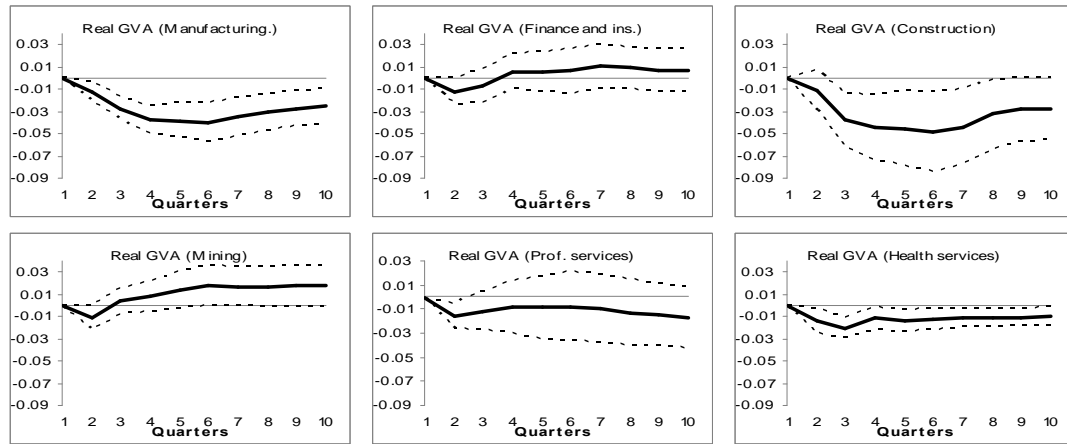 Real GVA (Manufacturing.)
0.03
0.01
-0.01
-0.03
-0.05
-0.07
-0.09
1 2 3 4 5 6 7 8 9 10
Quarters
Real GVA (Finance and ins.)
0.03
0.01
-0.01
-0.03
-0.05
-0.07
-0.09
1 2 3 4 5 6 7 8 9 10
Quarters
Real GVA (Construction)
0.03
0.01
-0.01
-0.03
-0.05
-0.07
-0.09
1 2 3 4 5 6 7 8 9 10
Quarters
Real GVA (Mining)
0.03
0.01
-0.01
-0.03
-0.05
-0.07
-0.09
1 2 3 4 5 6 7 8 9 10
Quarters
Real GVA (Prof. services)
0.03
0.01
-0.01
-0.03
-0.05
-0.07
-0.09
1 2 3 4 5 6 7 8 9 10
Quarters
Real GVA (Health services)
0.03
0.01
-0.01
-0.03
-0.05
-0.07
-0.09
1 2 3 4 5 6 7 8 9 10
Quarters